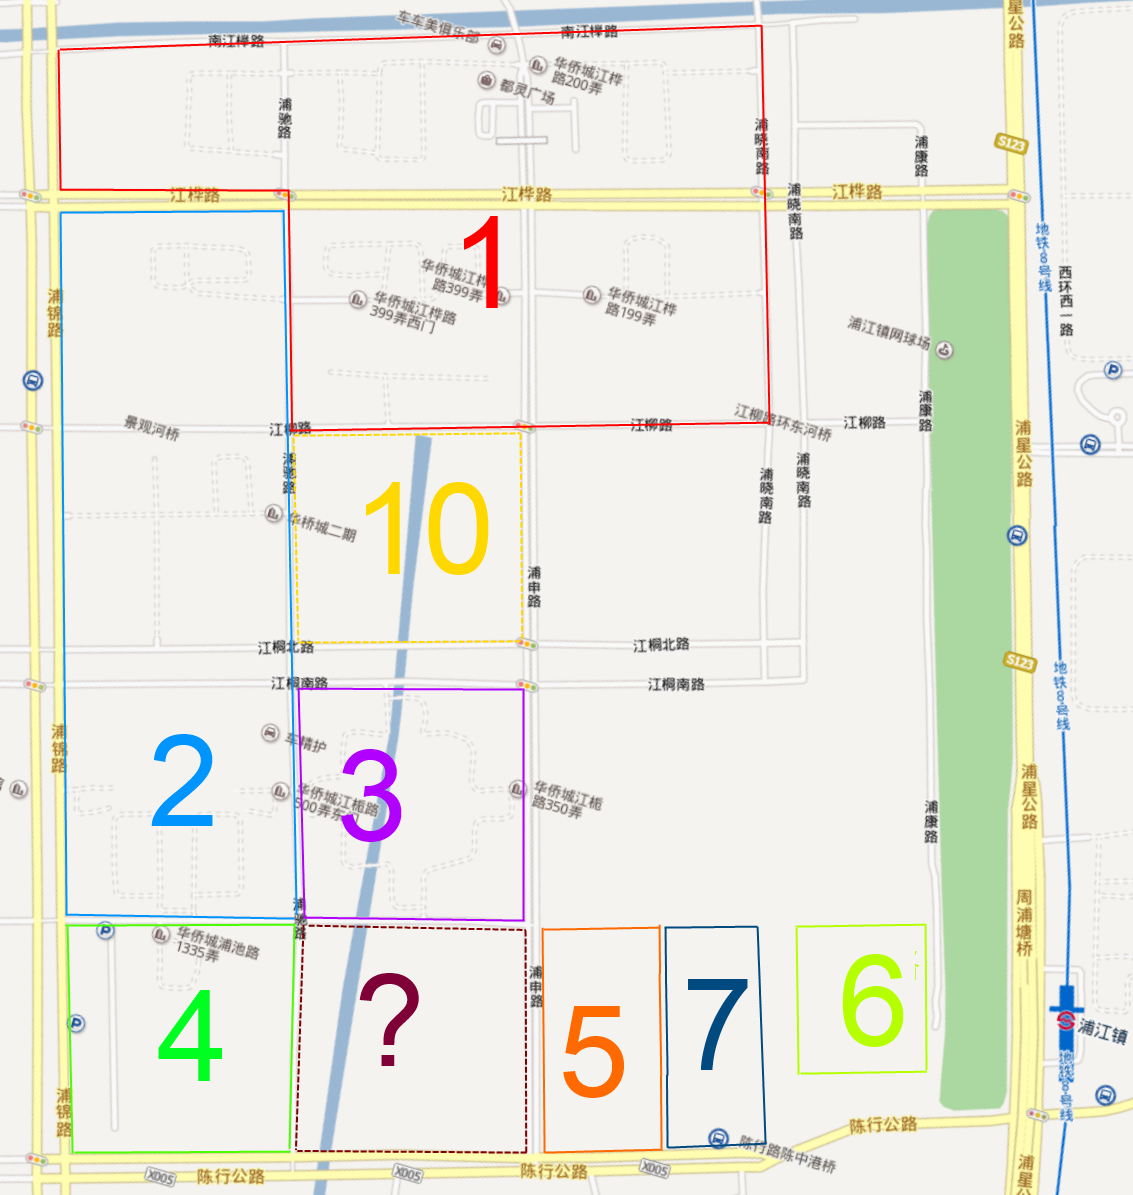 车车美俱乐部
南江桦路
南江桦路
浦星公路
华侨城江桦
路200弄
都灵广场
浦驰路
浦晓南路
浦康路
S123
江桦路
江桦路
江桦路
浦晓南路
1
地铁8号线
西环西一路
华侨城江桦
路399弄
华侨城江桦路
399弄西门
华侨城江桦
路199弄
浦锦路
浦江镇网球场
P
浦康路
景观河桥
江柳路
江柳路
江柳路环东河桥
江柳路
浦星公路
浦驰路
浦晓南路
浦晓南路
10
华桥城二期
浦申路
江桐北路
江桐北路
S123
地铁8号线
江桐南路
江桐南路
浦锦路
车精护
2
3
华侨城江栀路
500弄东门
华侨城江栀
路350弄
浦康路
浦星公路
浦驰路
P
华侨城浦池路
1335弄
周浦塘桥
浦申路
4
?
5
7
6
P
浦江镇
地铁8号线
浦锦路
陈行公路
陈行路陈中港桥
X005
陈行公路
X005
陈行公路
X005
浦星公路